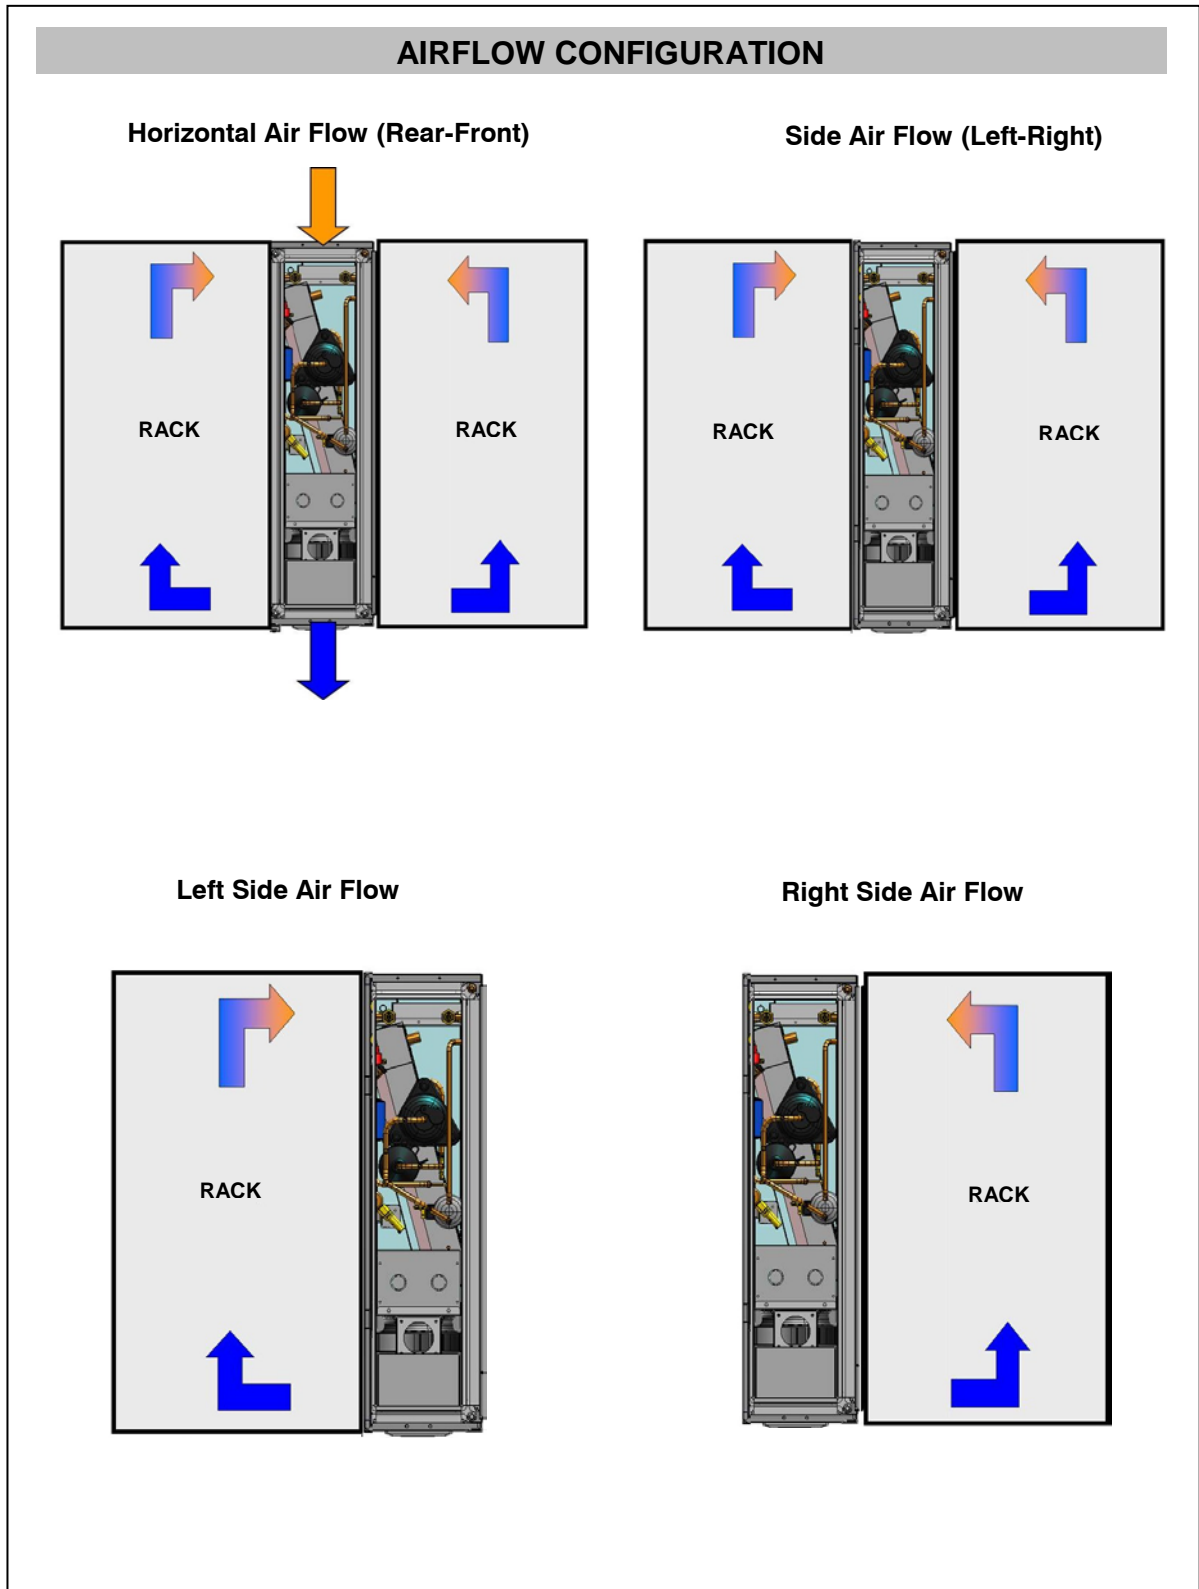 AIRFLOW CONFIGURATION
Horizontal Air Flow (Rear-Front)
Side Air Flow (Left-Right)
RACK
RACK
RACK
RACK
Left Side Air Flow
Right Side Air Flow
RACK
RACK